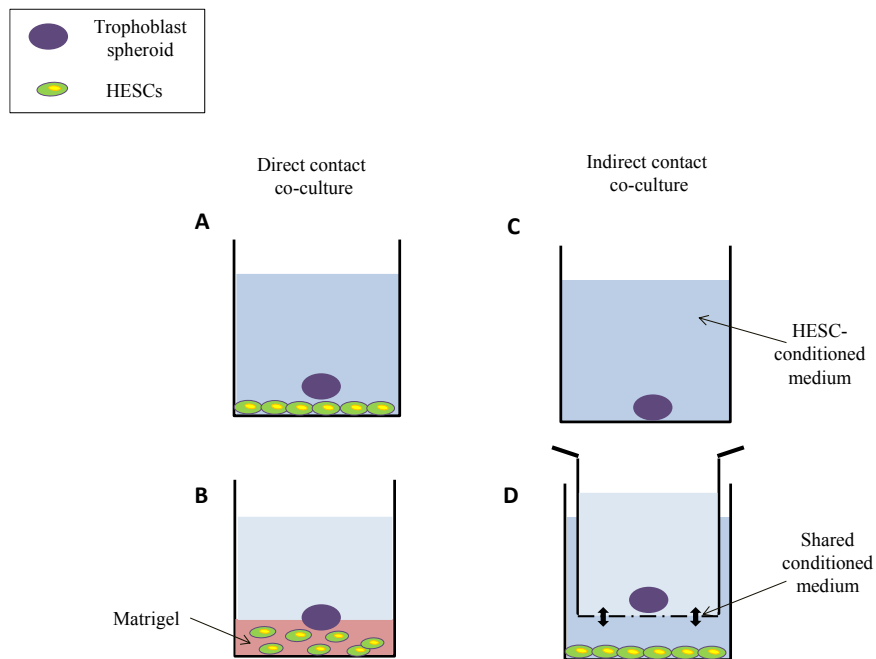 Trophoblast
spheroid
HESCs
Direct contact
co-culture
Indirect contact
co-culture
A
C
HESC-
conditioned
medium
B
D
Shared
conditioned
medium
Matrigel